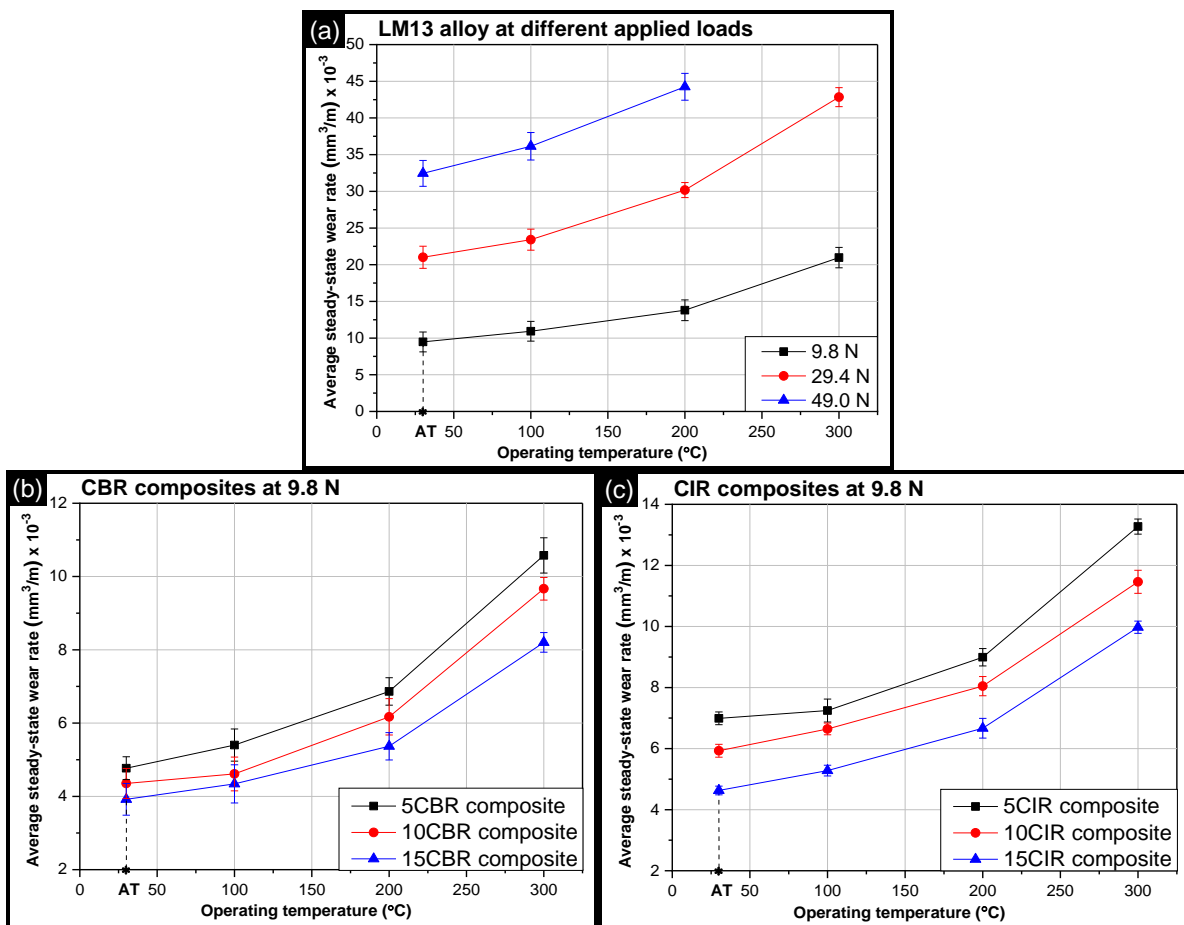 (a) LM13 alloy at different applied loads
Average steady-state wear rate (mm³/m) x 10⁻³
50
45
40
35
30
25
20
15
10
5
0
9.8 N
29.4 N
49.0 N
0 AT 50 100 150 200 250 300
Operating temperature (°C)
(b) CBR composites at 9.8 N
Average steady-state wear rate (mm³/m) x 10⁻³
12
10
8
6
4
2
5CBR composite
10CBR composite
15CBR composite
0 AT 50 100 150 200 250 300
Operating temperature (°C)
(c) CIR composites at 9.8 N
Average steady-state wear rate (mm³/m) x 10⁻³
14
12
10
8
6
4
2
5CIR composite
10CIR composite
15CIR composite
0 AT 50 100 150 200 250 300
Operating temperature (°C)